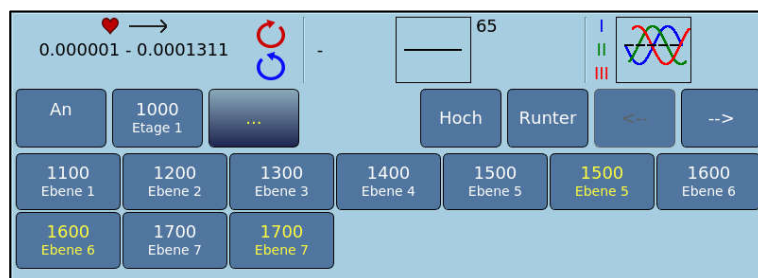 65
0.000001 - 0.0001311
-
I
II
III
An
1000
Etage 1
...
Hoch
Runter
<--
-->
1100
Ebene 1
1200
Ebene 2
1300
Ebene 3
1400
Ebene 4
1500
Ebene 5
1500
Ebene 5
1600
Ebene 6
1600
Ebene 6
1700
Ebene 7
1700
Ebene 7